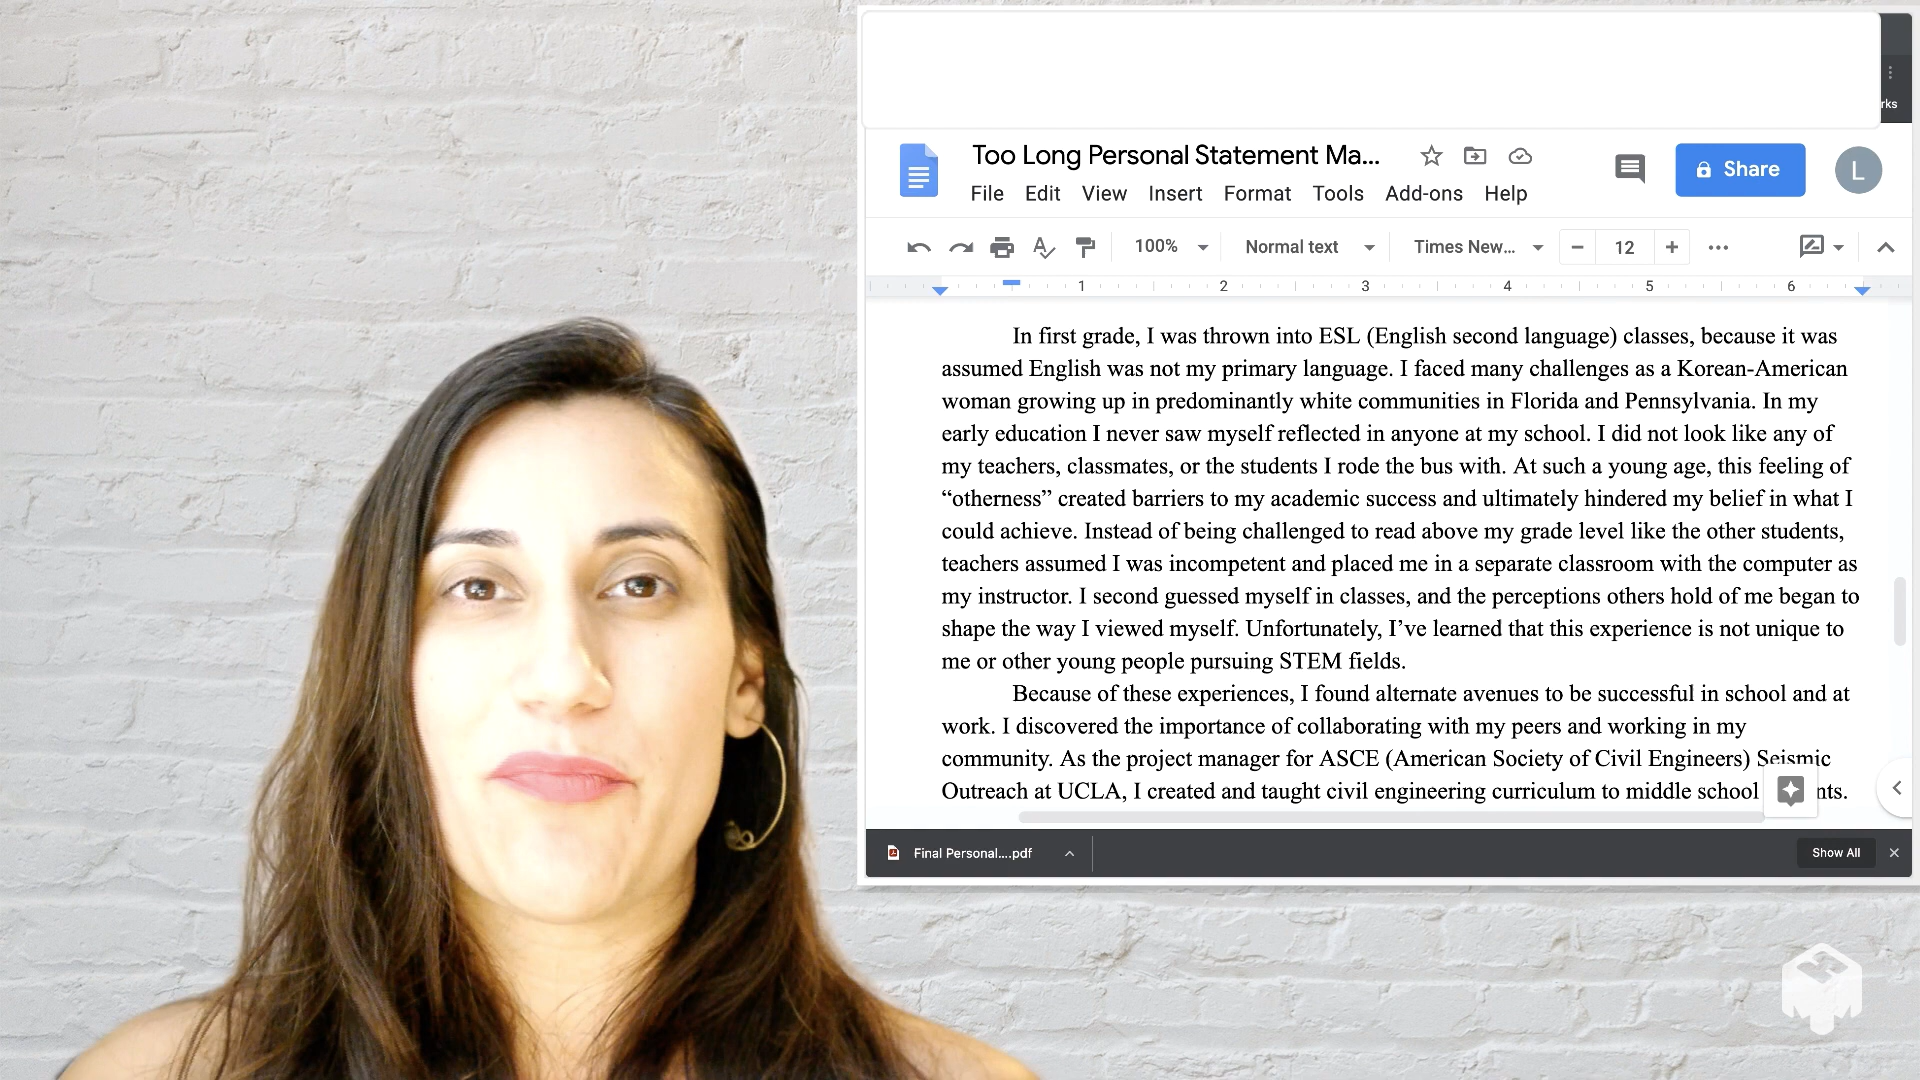 rks
Too Long Personal Statement Ma...
Share
L
File Edit View Insert Format Tools Add-ons Help
100% Normal text Times New... 12
1 2 3 4 5 6
In first grade, I was thrown into ESL (English second language) classes, because it was
assumed English was not my primary language. I faced many challenges as a Korean-American
woman growing up in predominantly white communities in Florida and Pennsylvania. In my
early education I never saw myself reflected in anyone at my school. I did not look like any of
my teachers, classmates, or the students I rode the bus with. At such a young age, this feeling of
“otherness” created barriers to my academic success and ultimately hindered my belief in what I
could achieve. Instead of being challenged to read above my grade level like the other students,
teachers assumed I was incompetent and placed me in a separate classroom with the computer as
my instructor. I second guessed myself in classes, and the perceptions others hold of me began to
shape the way I viewed myself. Unfortunately, I’ve learned that this experience is not unique to
me or other young people pursuing STEM fields.
Because of these experiences, I found alternate avenues to be successful in school and at
work. I discovered the importance of collaborating with my peers and working in my
community. As the project manager for ASCE (American Society of Civil Engineers) Seismic
Outreach at UCLA, I created and taught civil engineering curriculum to middle school nts.
Final Personal....pdf Show All